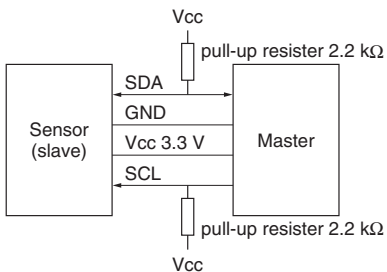 Vcc
pull-up resister 2.2 kΩ
SDA
GND
Sensor
(slave)
Vcc 3.3 V
Master
SCL
pull-up resister 2.2 kΩ
Vcc